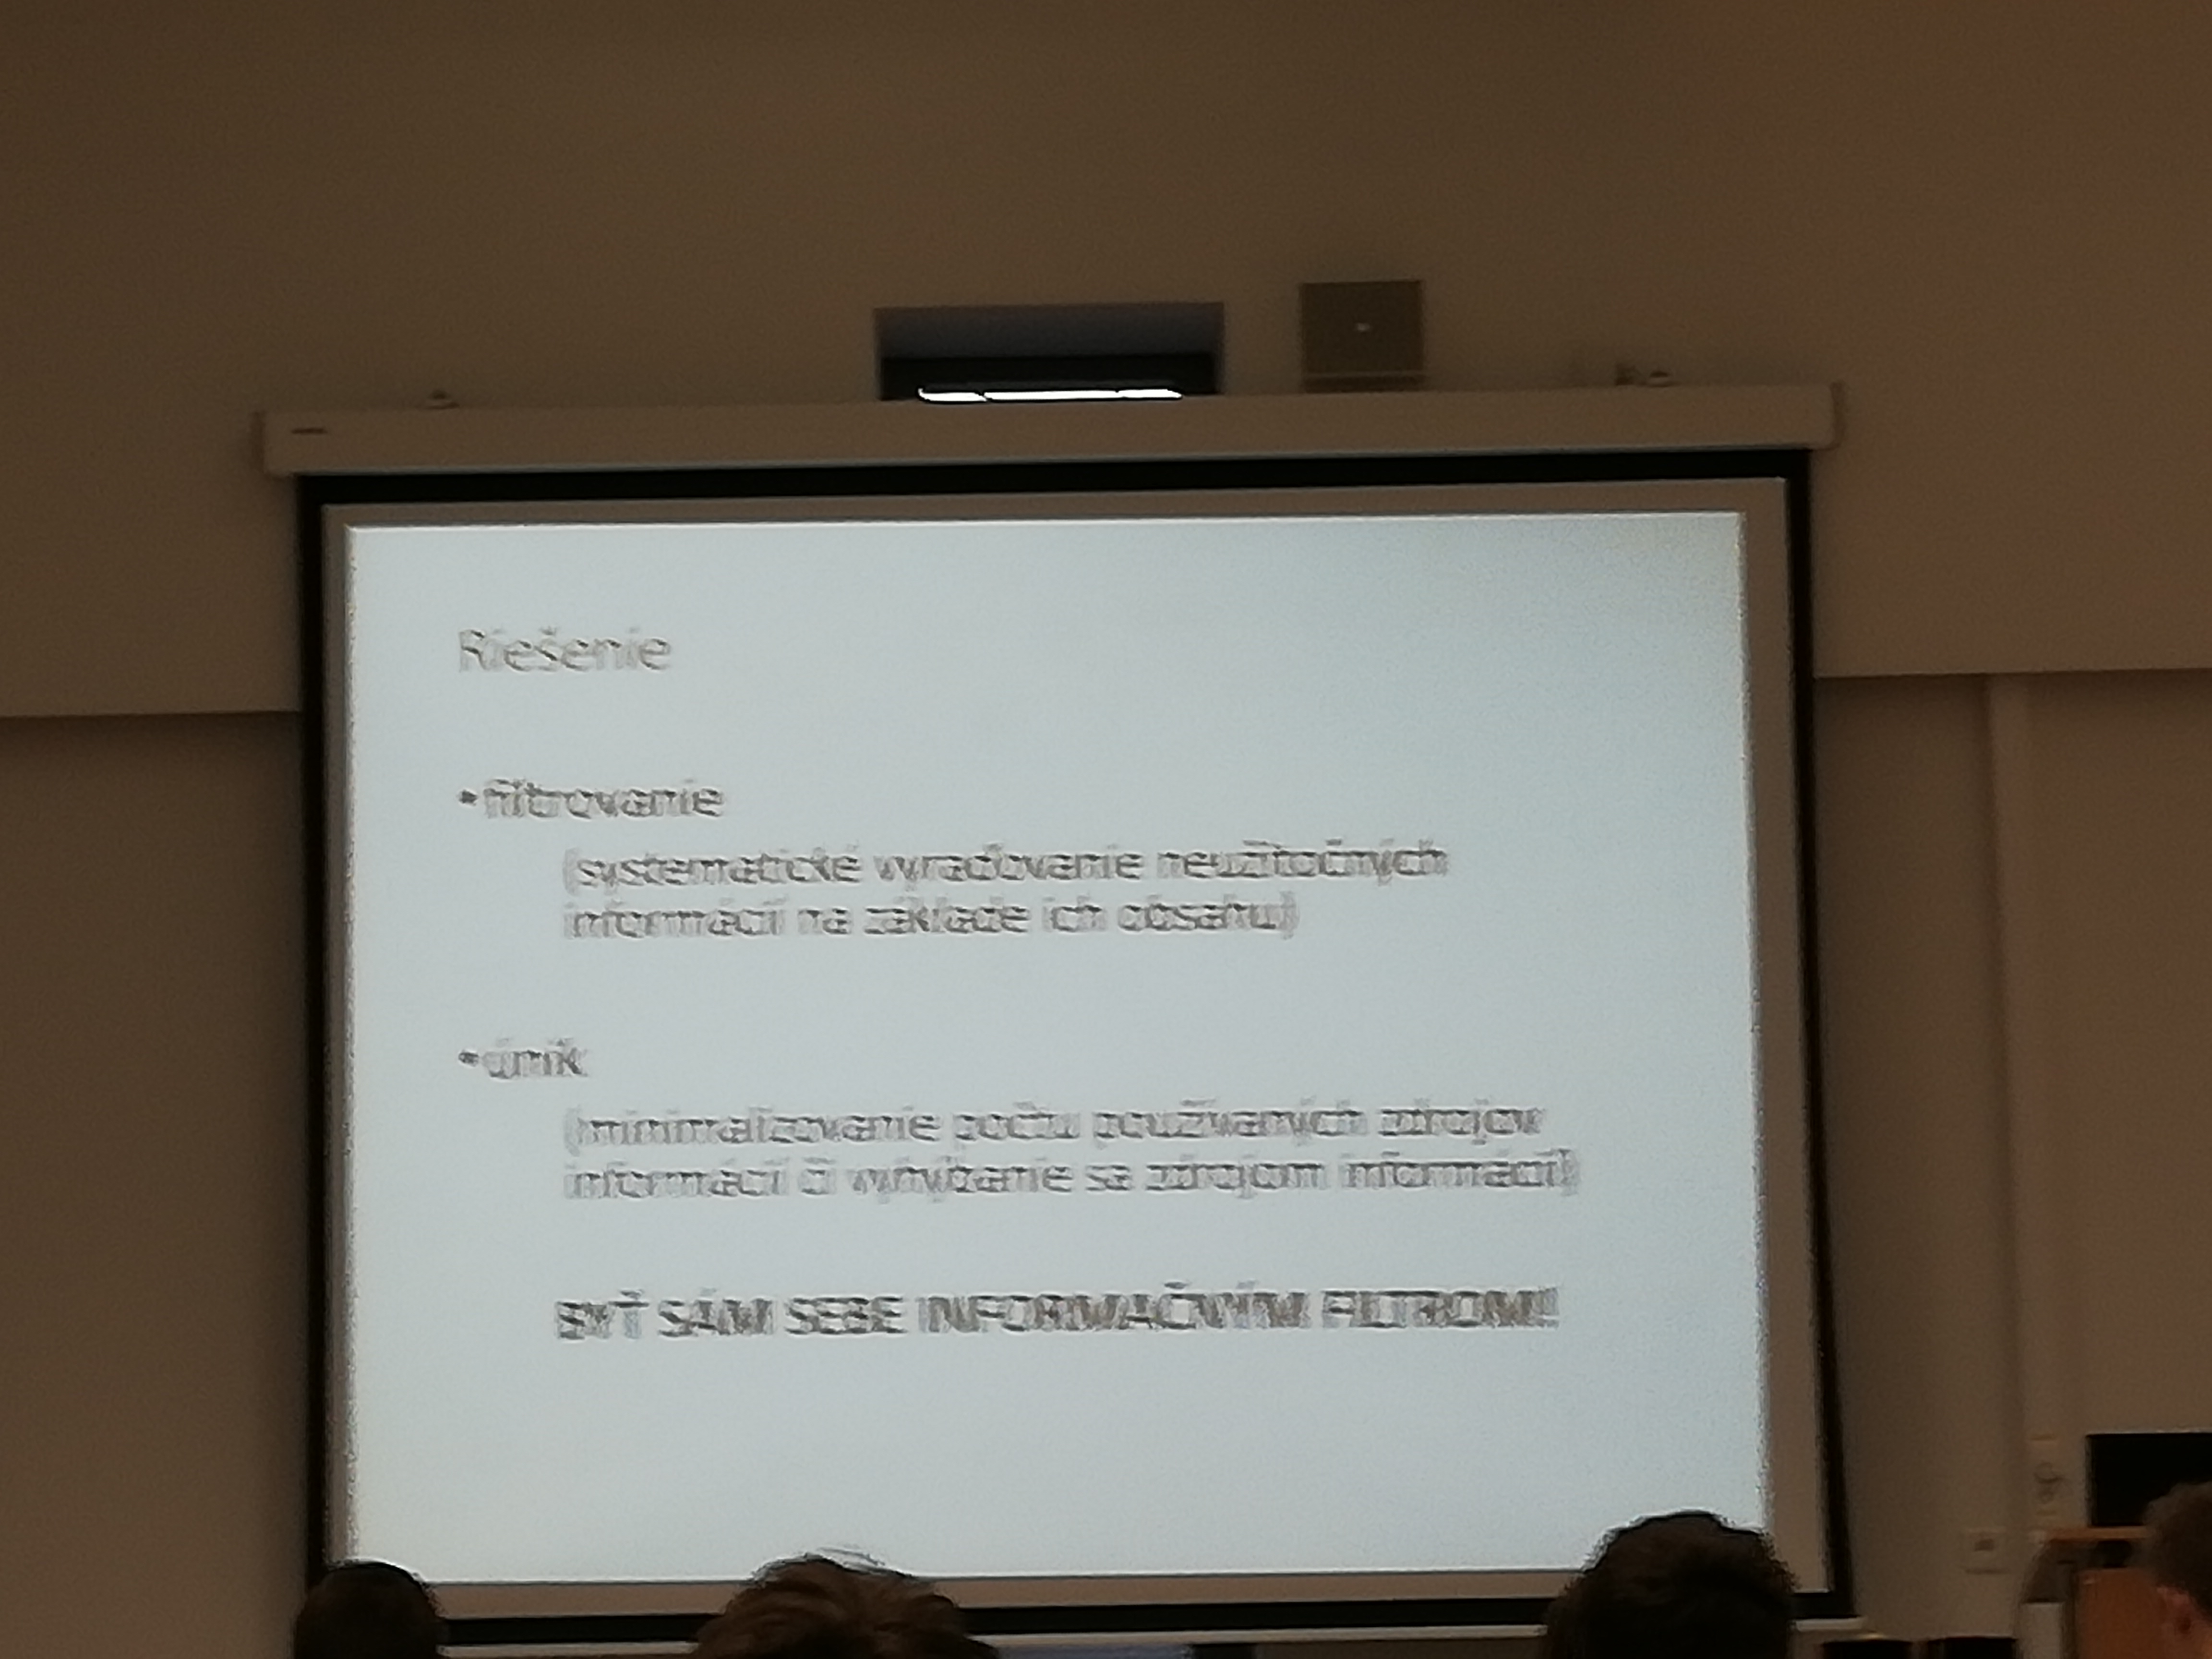 Riešenie
•filtrovanie
(systematické vyraďovanie neužitočných
informácií na základe ich obsahu)
•únik
(minimalizovanie počtu používaných zdrojov
informácií či vyhýbanie sa zdrojom informácií)
BYŤ SÁM SEBE INFORMAČNÝM FILTROM!!